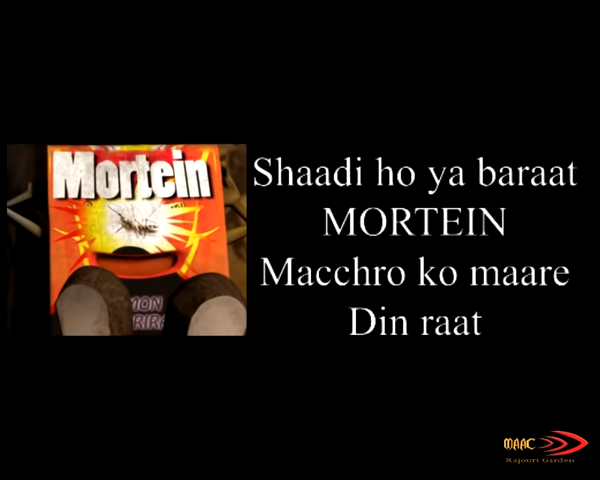 Mortein
Shaadi ho ya baraat
MORTEIN
Macchro ko maare
Din raat
MAAC
Rajouri Garden